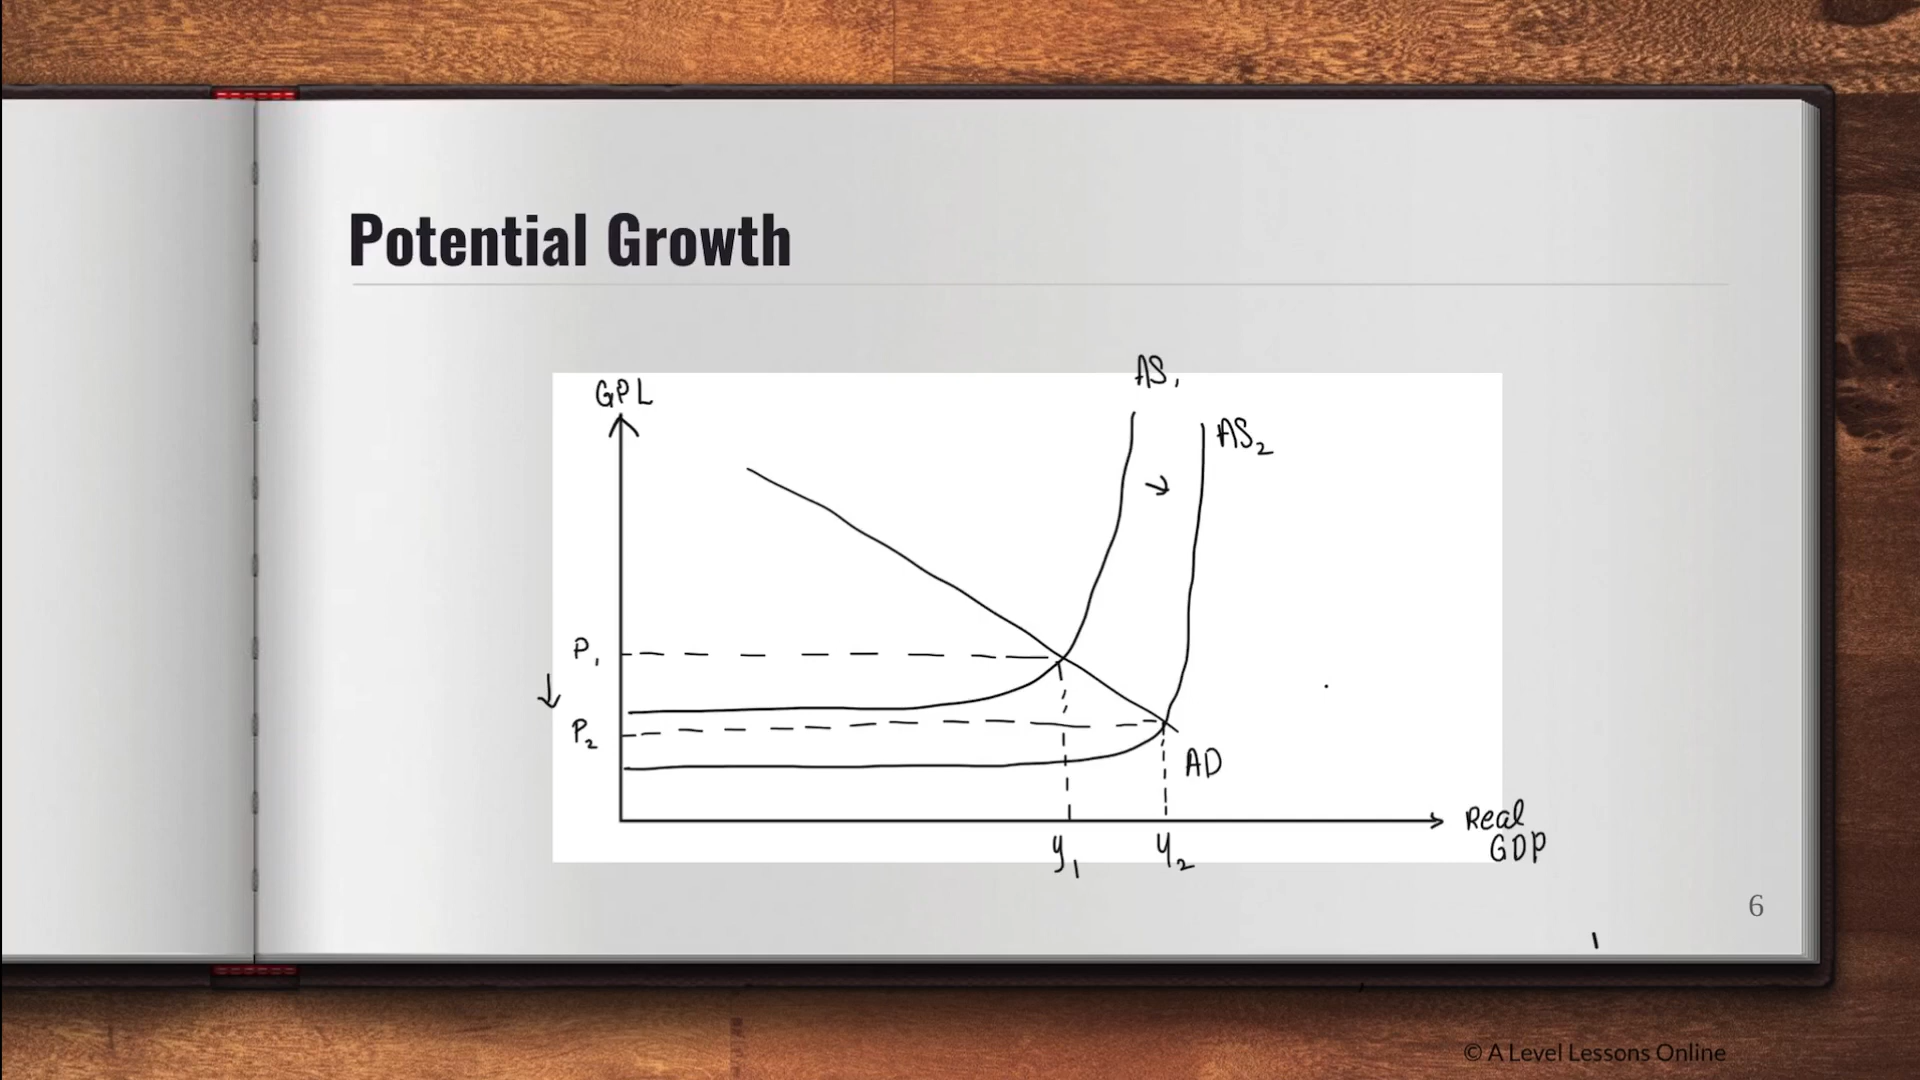 Potential Growth
AS₁
GPL
AS₂
P₁
P₂
AD
Real
GDP
y₁
y₂
6
© A Level Lessons Online